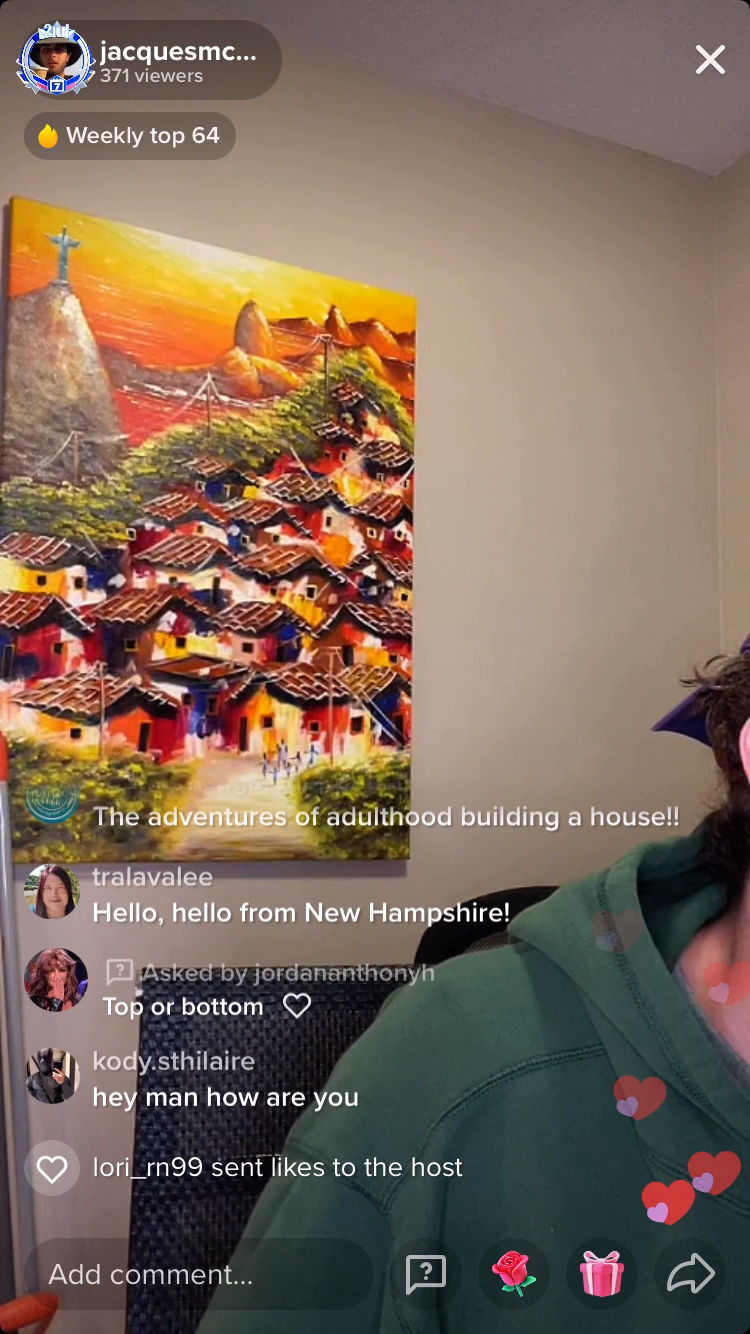 2nd
jacquesmc...
371 viewers
7
Weekly top 64
The adventures of adulthood building a house!!
tralavalee
Hello, hello from New Hampshire!
Asked by jordananthonyh
Top or bottom
kody.sthilaire
hey man how are you
lori_rn99 sent likes to the host
Add comment...